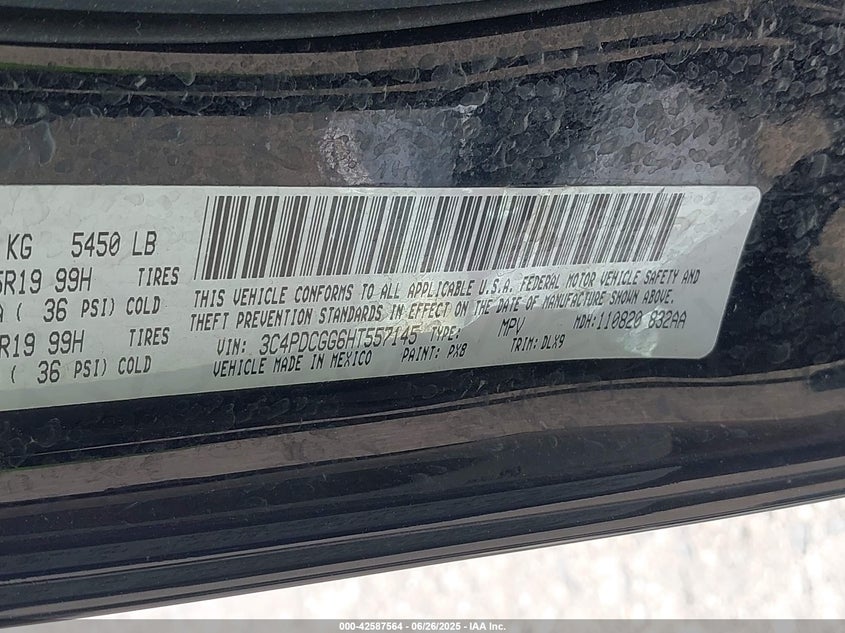 KG 5450 LB
5R19 99H TIRES
( 36 PSI) COLD
R19 99H TIRES
( 36 PSI) COLD
THIS VEHICLE CONFORMS TO ALL APPLICABLE U.S.A. FEDERAL MOTOR VEHICLE SAFETY AND
THEFT PREVENTION STANDARDS IN EFFECT ON THE DATE OF MANUFACTURE SHOWN ABOVE.
VIN: 3C4PDCGG6HT557145 TYPE: MPV MDH:110820 832AA
VEHICLE MADE IN MEXICO PAINT: PX8 TRIM: DLX9
000-42587564 | 06/26/2025 - IAA Inc.